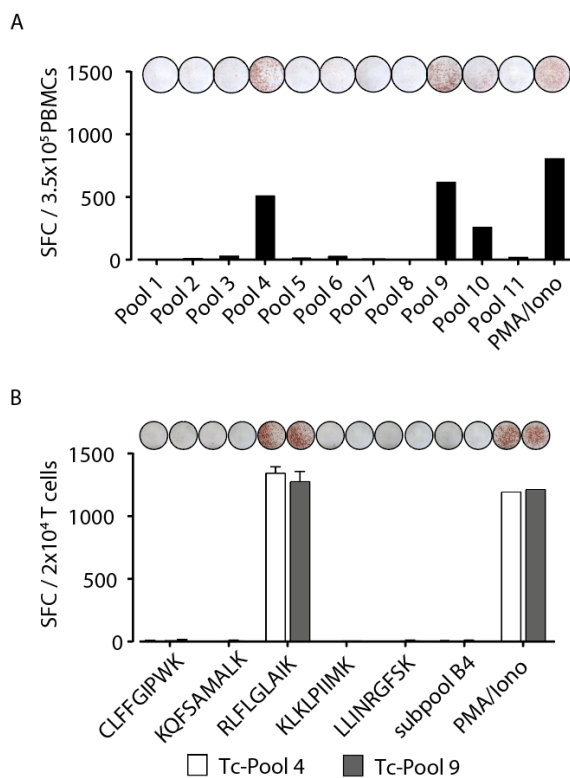 A
SFC / 3.5x10⁵PBMCs
1500
1000
500
0
Pool 1
Pool 2
Pool 3
Pool 4
Pool 5
Pool 6
Pool 7
Pool 8
Pool 9
Pool 10
Pool 11
PMA/Iono
B
SFC / 2x10⁴ T cells
1500
1000
500
0
CLFFGIPWK
KQFSAMALK
RLFLGLAIK
KLKLPIIMK
LLINRGFSK
subpool B4
PMA/Iono
Tc-Pool 4
Tc-Pool 9